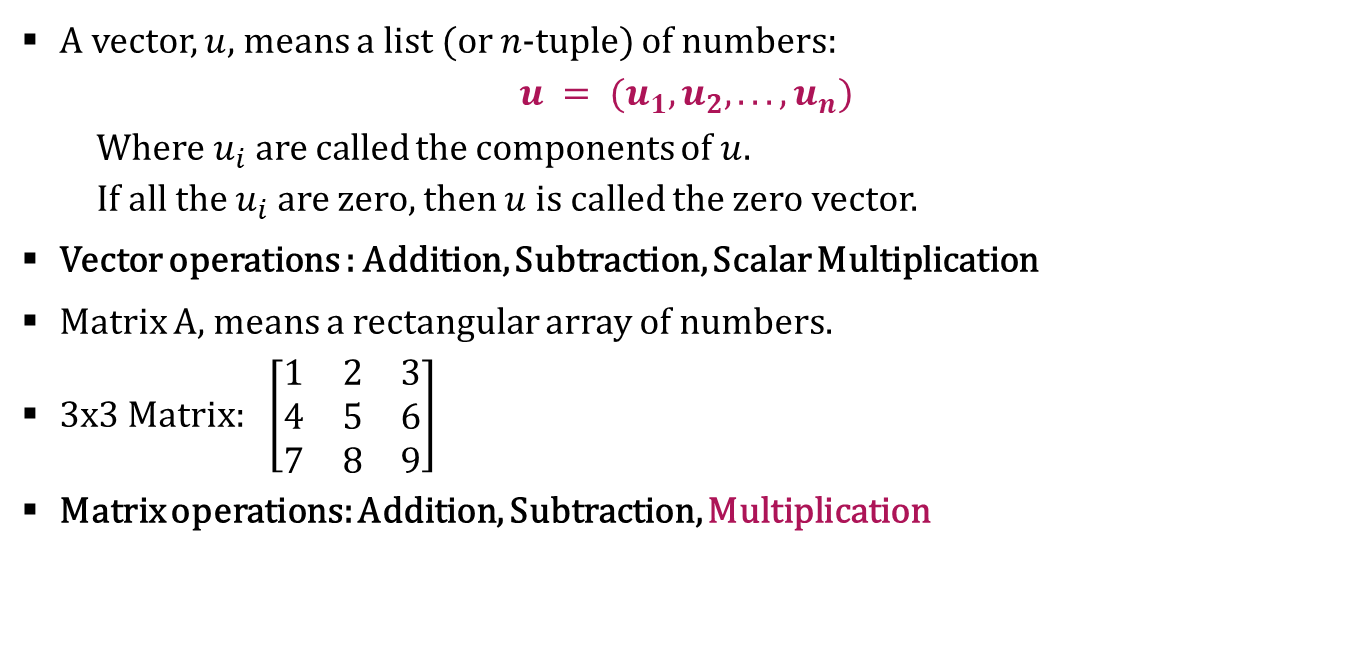 ▪ A vector, u, means a list (or n-tuple) of numbers:
u = (u₁, u₂, . . . , uₙ)
Where uᵢ are called the components of u.
If all the uᵢ are zero, then u is called the zero vector.
▪ Vector operations : Addition, Subtraction, Scalar Multiplication
▪ Matrix A, means a rectangular array of numbers.
1 2 3
▪ 3x3 Matrix: 4 5 6
7 8 9
▪ Matrix operations: Addition, Subtraction, Multiplication